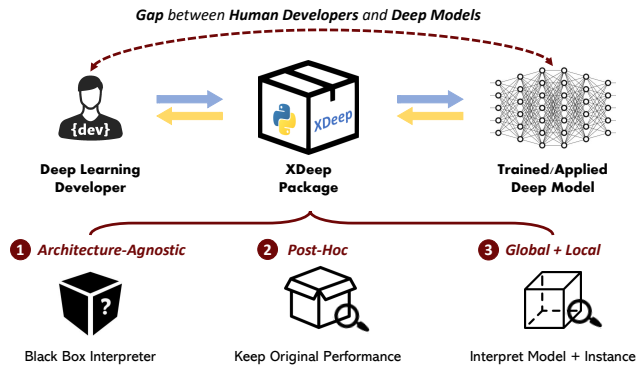 Gap between Human Developers and Deep Models
{dev}
XDeep
Deep Learning
Developer
XDeep
Package
Trained/Applied
Deep Model
1 Architecture-Agnostic
2 Post-Hoc
3 Global + Local
?
Black Box Interpreter
Keep Original Performance
Interpret Model + Instance